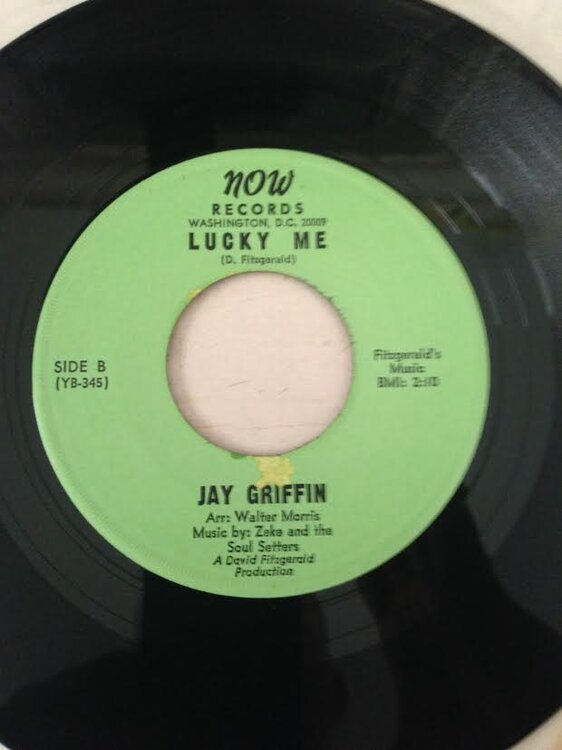 NOW
RECORDS
WASHINGTON, D.C. 20009
LUCKY ME
(D. Fitzgerald)
SIDE B
(YB-345)
Fitzgerald's
Music
BMI:
JAY GRIFFIN
Arr: Walter Morris
Music by: Zeke and the
Soul Setters
A David Fitzgerald
Production